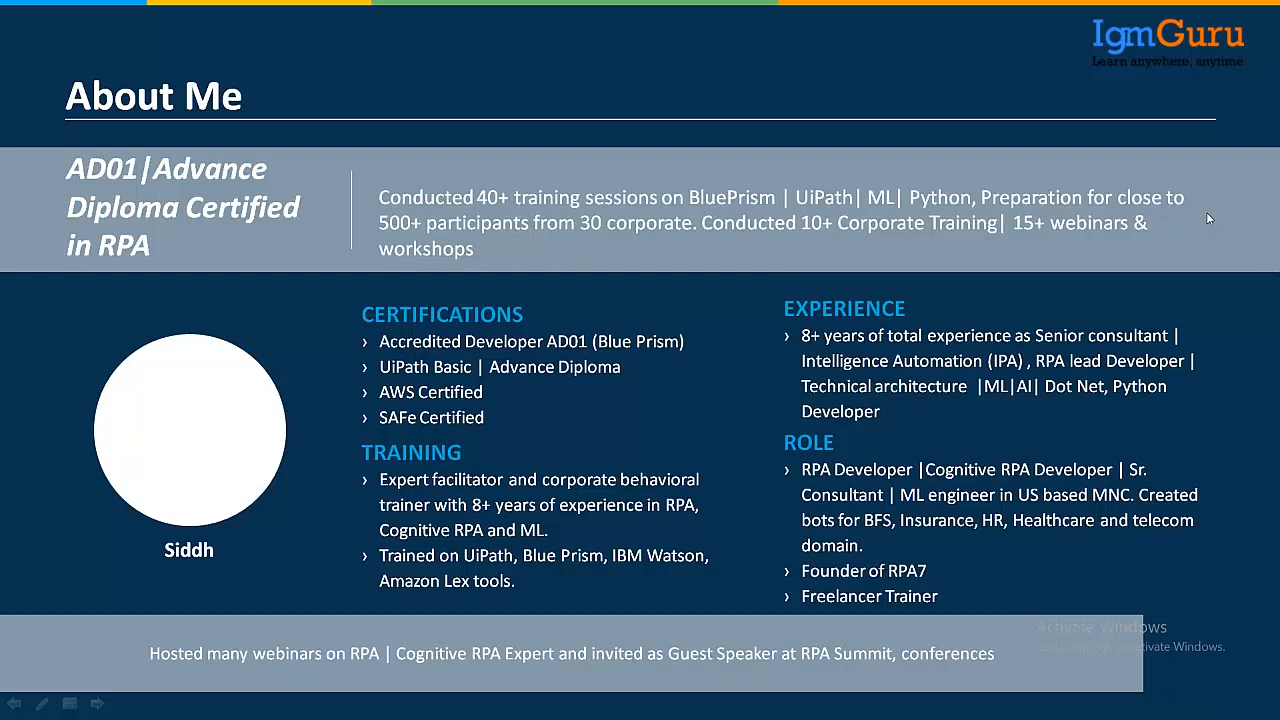 IgmGuru
Learn anywhere, anytime
About Me
AD01|Advance
Diploma Certified
in RPA
Conducted 40+ training sessions on BluePrism | UiPath| ML| Python, Preparation for close to
500+ participants from 30 corporate. Conducted 10+ Corporate Training| 15+ webinars &
workshops
Siddh
CERTIFICATIONS
› Accredited Developer AD01 (Blue Prism)
› UiPath Basic | Advance Diploma
› AWS Certified
› SAFe Certified
TRAINING
› Expert facilitator and corporate behavioral
trainer with 8+ years of experience in RPA,
Cognitive RPA and ML.
› Trained on UiPath, Blue Prism, IBM Watson,
Amazon Lex tools.
EXPERIENCE
› 8+ years of total experience as Senior consultant |
Intelligence Automation (IPA) , RPA lead Developer |
Technical architecture |ML|AI| Dot Net, Python
Developer
ROLE
› RPA Developer |Cognitive RPA Developer | Sr.
Consultant | ML engineer in US based MNC. Created
bots for BFS, Insurance, HR, Healthcare and telecom
domain.
› Founder of RPA7
› Freelancer Trainer
Hosted many webinars on RPA | Cognitive RPA Expert and invited as Guest Speaker at RPA Summit, conferences
Activate Windows
Activate Windows.